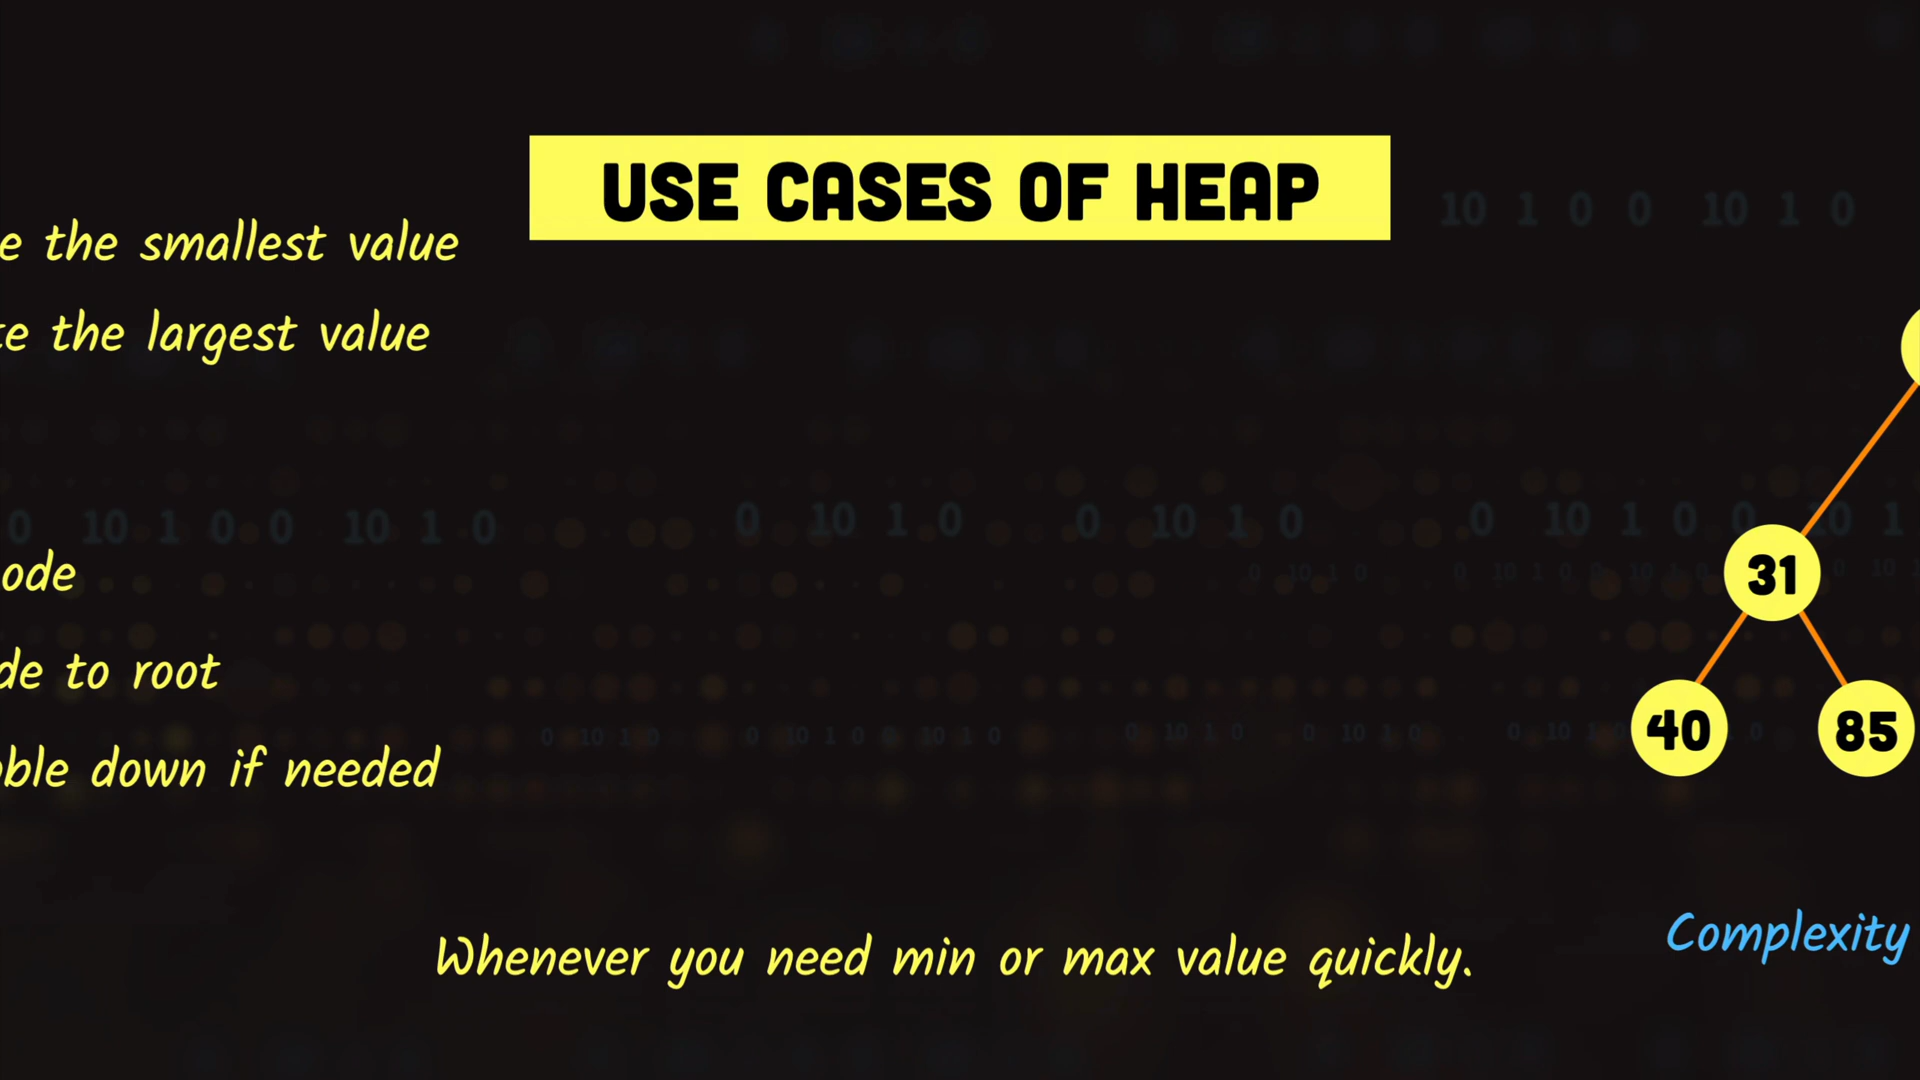 USE CASES OF HEAP
e the smallest value
te the largest value
ode
de to root
ble down if needed
31
40
85
Whenever you need min or max value quickly.
Complexity